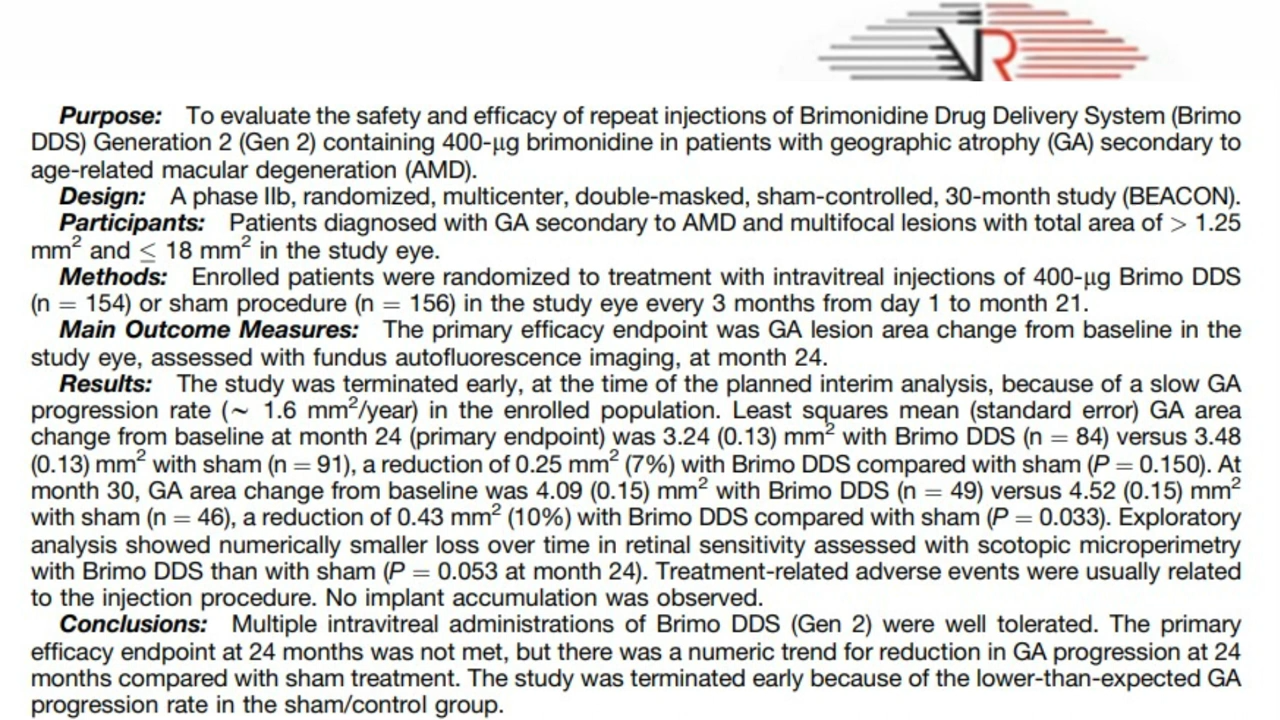 VR
Purpose: To evaluate the safety and efficacy of repeat injections of Brimonidine Drug Delivery System (Brimo
DDS) Generation 2 (Gen 2) containing 400-μg brimonidine in patients with geographic atrophy (GA) secondary to
age-related macular degeneration (AMD).
Design: A phase IIb, randomized, multicenter, double-masked, sham-controlled, 30-month study (BEACON).
Participants: Patients diagnosed with GA secondary to AMD and multifocal lesions with total area of > 1.25
mm² and ≤ 18 mm² in the study eye.
Methods: Enrolled patients were randomized to treatment with intravitreal injections of 400-μg Brimo DDS
(n = 154) or sham procedure (n = 156) in the study eye every 3 months from day 1 to month 21.
Main Outcome Measures: The primary efficacy endpoint was GA lesion area change from baseline in the
study eye, assessed with fundus autofluorescence imaging, at month 24.
Results: The study was terminated early, at the time of the planned interim analysis, because of a slow GA
progression rate (∼ 1.6 mm²/year) in the enrolled population. Least squares mean (standard error) GA area
change from baseline at month 24 (primary endpoint) was 3.24 (0.13) mm² with Brimo DDS (n = 84) versus 3.48
(0.13) mm² with sham (n = 91), a reduction of 0.25 mm² (7%) with Brimo DDS compared with sham (P = 0.150). At
month 30, GA area change from baseline was 4.09 (0.15) mm² with Brimo DDS (n = 49) versus 4.52 (0.15) mm²
with sham (n = 46), a reduction of 0.43 mm² (10%) with Brimo DDS compared with sham (P = 0.033). Exploratory
analysis showed numerically smaller loss over time in retinal sensitivity assessed with scotopic microperimetry
with Brimo DDS than with sham (P = 0.053 at month 24). Treatment-related adverse events were usually related
to the injection procedure. No implant accumulation was observed.
Conclusions: Multiple intravitreal administrations of Brimo DDS (Gen 2) were well tolerated. The primary
efficacy endpoint at 24 months was not met, but there was a numeric trend for reduction in GA progression at 24
months compared with sham treatment. The study was terminated early because of the lower-than-expected GA
progression rate in the sham/control group.